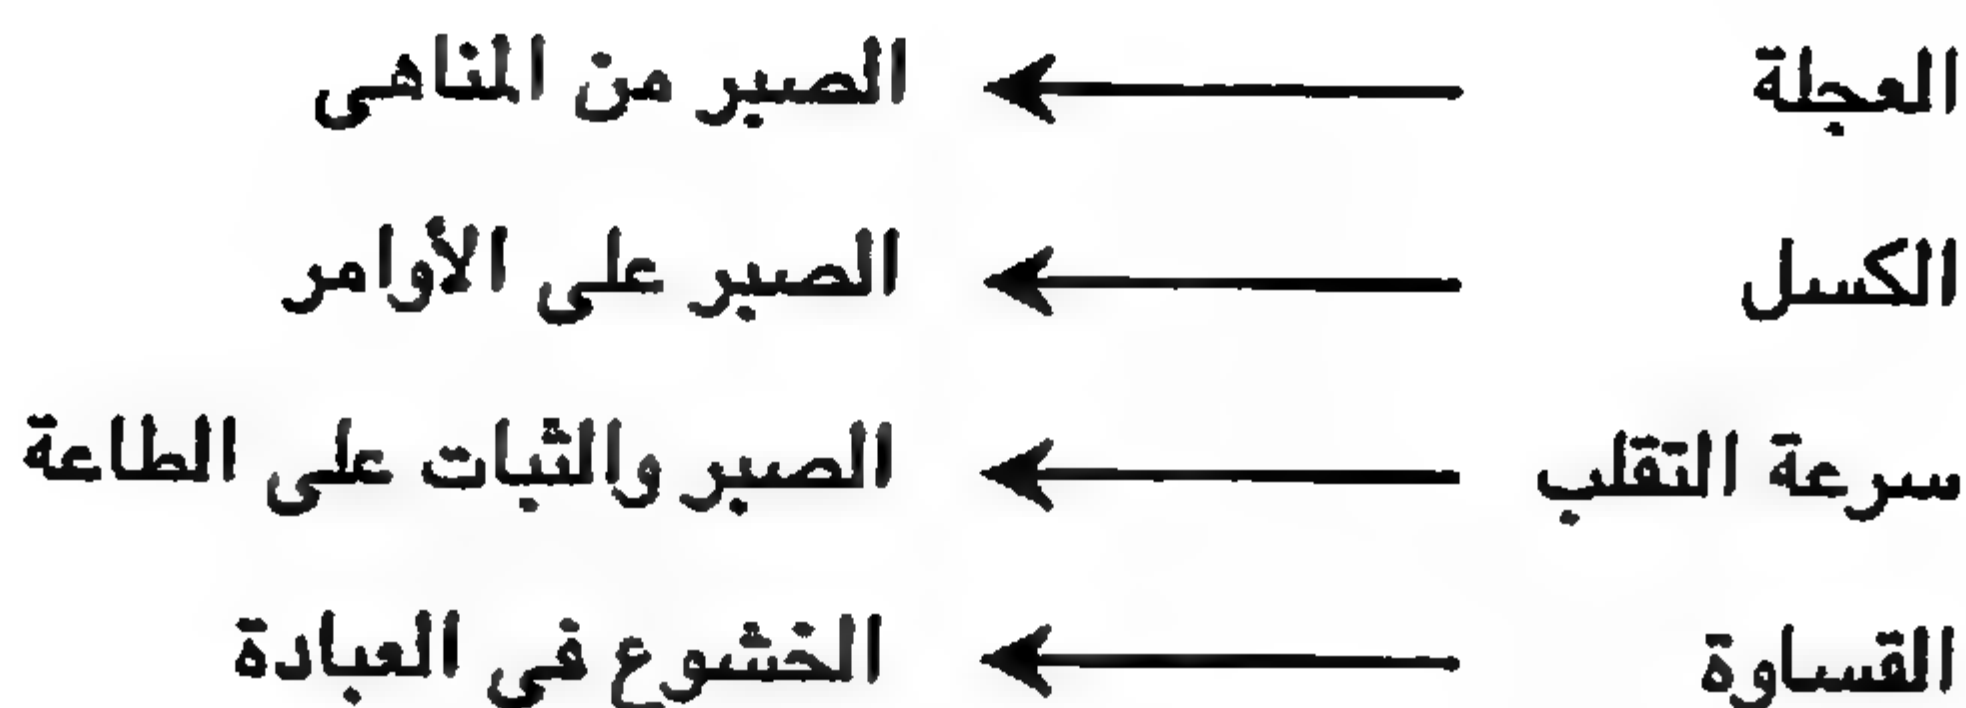 العجلة ← الصبر من المناهى
الكسل ← الصبر على الأوامر
سرعة التقلب ← الصبر والثبات على الطاعة
القساوة ← الخشوع فى العبادة